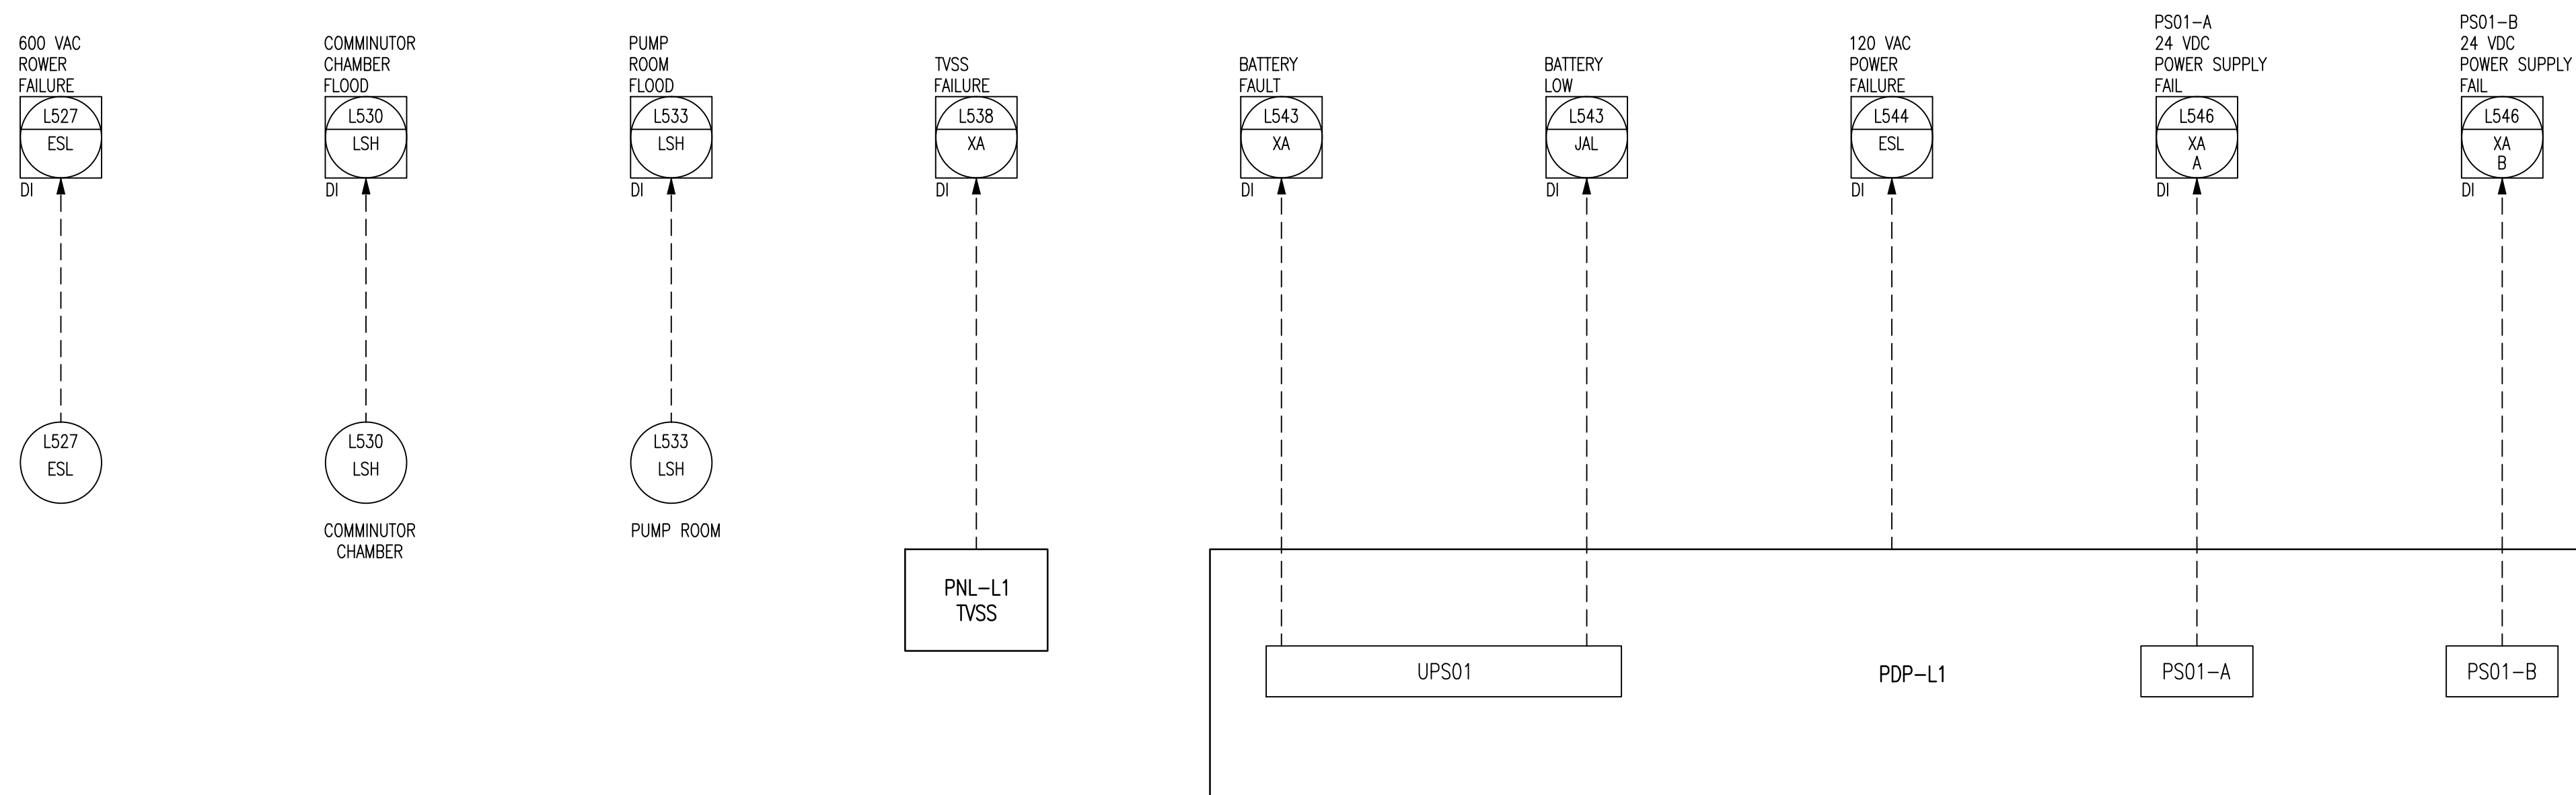 600 VAC
ROWER
FAILURE
L527
ESL
DI
COMMINUTOR
CHAMBER
FLOOD
L530
LSH
DI
PUMP
ROOM
FLOOD
L533
LSH
DI
TVSS
FAILURE
L538
XA
DI
BATTERY
FAULT
L543
XA
DI
BATTERY
LOW
L543
JAL
DI
120 VAC
POWER
FAILURE
L544
ESL
DI
PS01-A
24 VDC
POWER SUPPLY
FAIL
L546
XA
A
DI
PS01-B
24 VDC
POWER SUPPLY
FAIL
L546
XA
B
DI
L527
ESL
L530
LSH
COMMINUTOR
CHAMBER
L533
LSH
PUMP ROOM
PNL-L1
TVSS
UPS01
PDP-L1
PS01-A
PS01-B